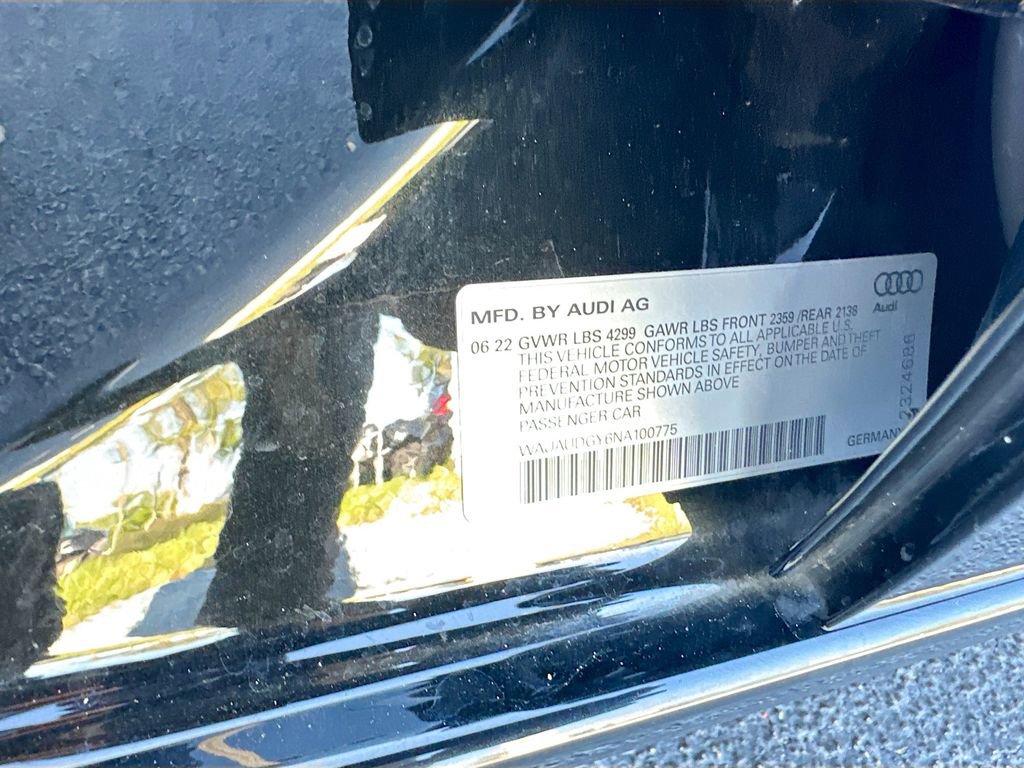 MFD. BY AUDI AG
Audi
06 22 GVWR LBS 4299 GAWR LBS FRONT 2359 /REAR 2138
THIS VEHICLE CONFORMS TO ALL APPLICABLE U.S.
FEDERAL MOTOR VEHICLE SAFETY, BUMPER AND THEFT
PREVENTION STANDARDS IN EFFECT ON THE DATE OF
MANUFACTURE SHOWN ABOVE
PASSENGER CAR
WAJAUDGY6NA100775
GERMANY
2324686